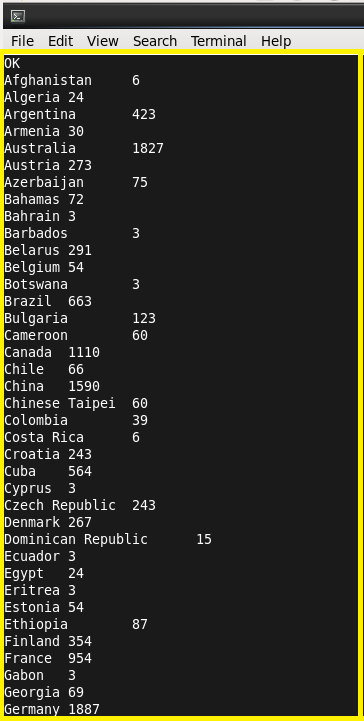 File Edit View Search Terminal Help
OK
Afghanistan 6
Algeria 24
Argentina 423
Armenia 30
Australia 1827
Austria 273
Azerbaijan 75
Bahamas 72
Bahrain 3
Barbados 3
Belarus 291
Belgium 54
Botswana 3
Brazil 663
Bulgaria 123
Cameroon 60
Canada 1110
Chile 66
China 1590
Chinese Taipei 60
Colombia 39
Costa Rica 6
Croatia 243
Cuba 564
Cyprus 3
Czech Republic 243
Denmark 267
Dominican Republic 15
Ecuador 3
Egypt 24
Eritrea 3
Estonia 54
Ethiopia 87
Finland 354
France 954
Gabon 3
Georgia 69
Germany 1887